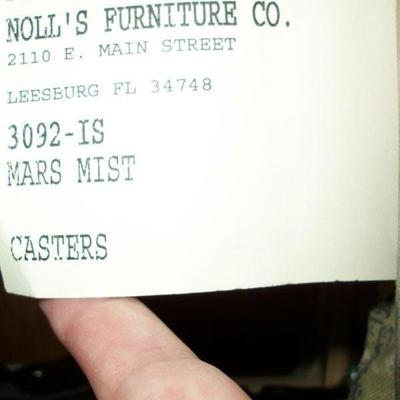 NOLL'S FURNITURE CO.
2110 E. MAIN STREET
LEESBURG FL 34748
3092-IS
MARS MIST
CASTERS